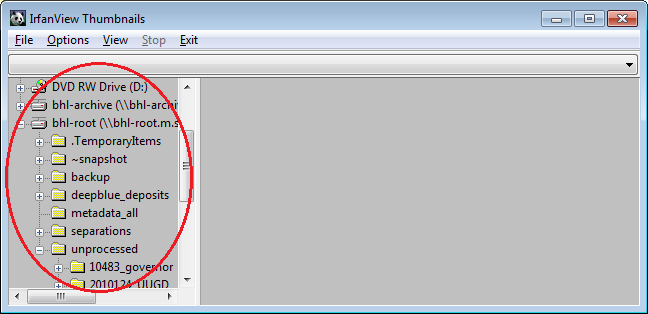 IrfanView Thumbnails
File Options View Stop Exit
DVD RW Drive (D:)
bhl-archive (\\bhl-archi
bhl-root (\\bhl-root.m.s
.TemporaryItems
~snapshot
backup
deepblue_deposits
metadata_all
separations
unprocessed
10483_governor